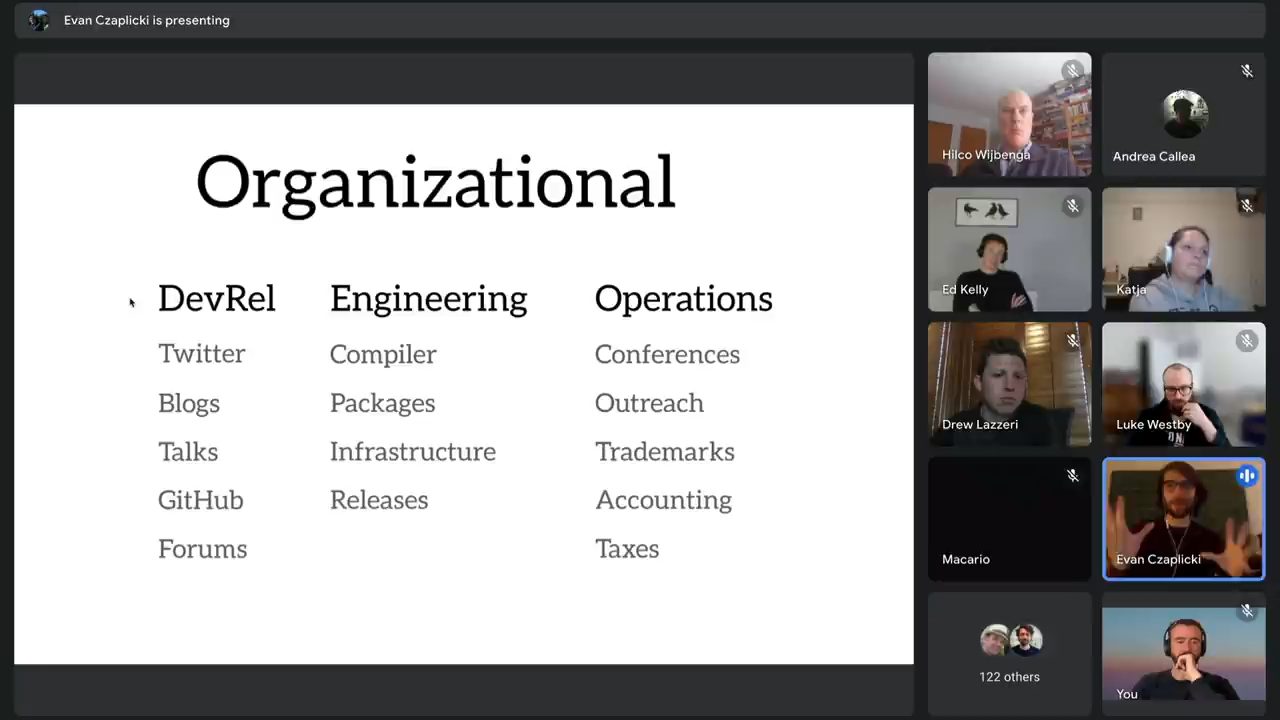 Evan Czaplicki is presenting
Organizational
DevRel
Twitter
Blogs
Talks
GitHub
Forums
Engineering
Compiler
Packages
Infrastructure
Releases
Operations
Conferences
Outreach
Trademarks
Accounting
Taxes
Hilco Wijbenga
Andrea Callea
Ed Kelly
Katja
Drew Lazzeri
Luke Westby
Macario
Evan Czaplicki
122 others
You